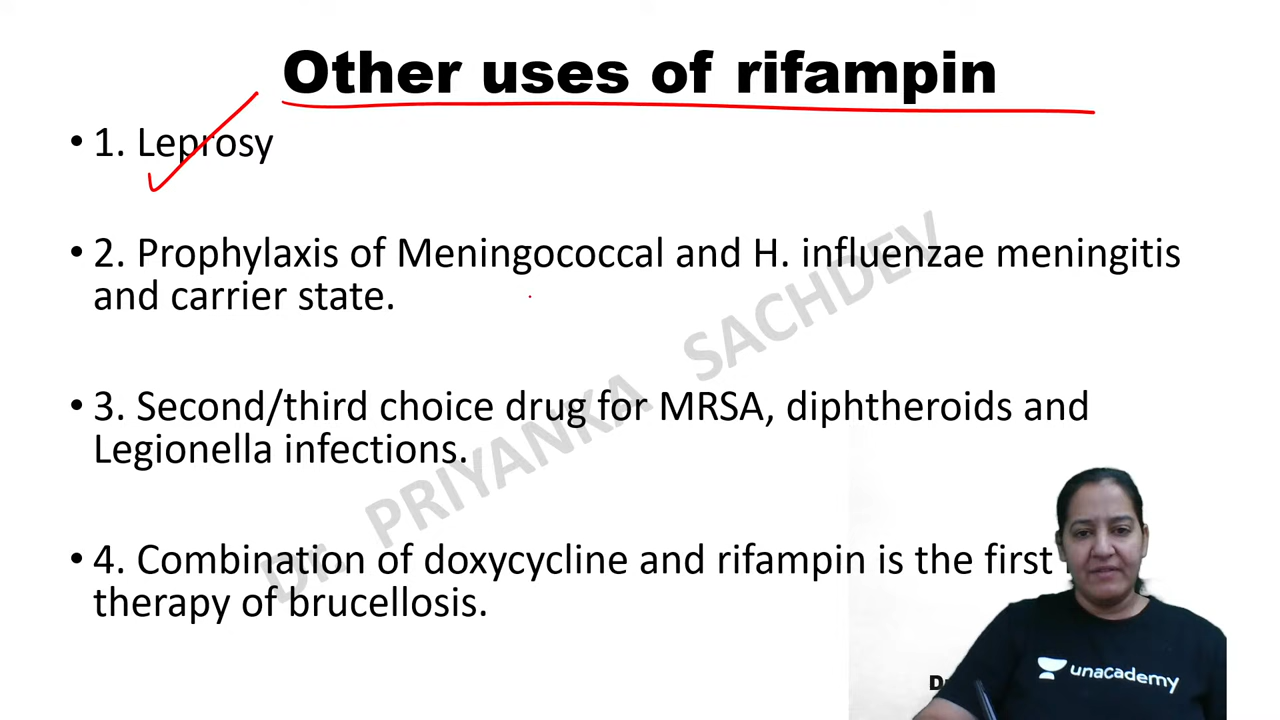 Other uses of rifampin
• 1. Leprosy
• 2. Prophylaxis of Meningococcal and H. influenzae meningitis
and carrier state.
• 3. Second/third choice drug for MRSA, diphtheroids and
Legionella infections.
• 4. Combination of doxycycline and rifampin is the first
therapy of brucellosis.
Dr. PRIYANKA SACHDEV
unacademy